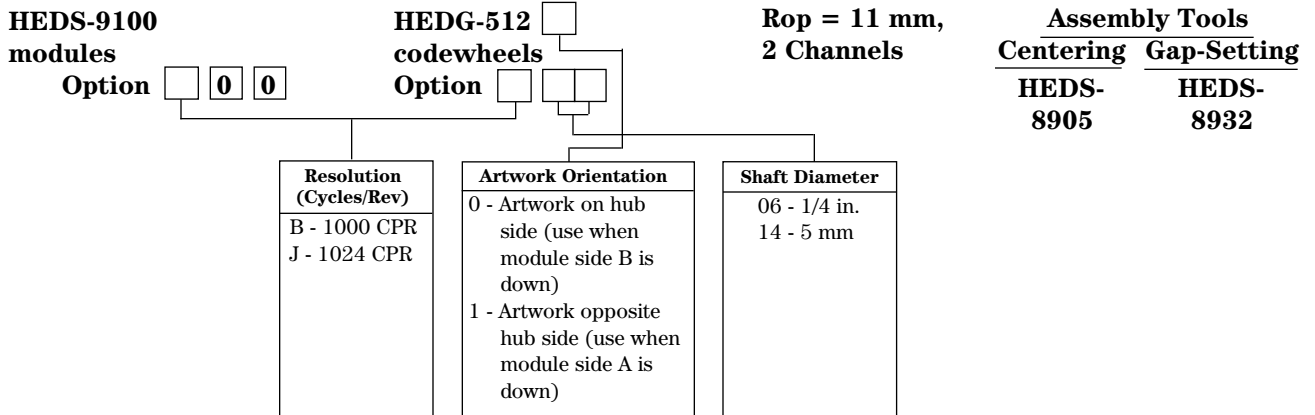 HEDS-9100
modules
Option 0 0
HEDG-512
codewheels
Option
Rop = 11 mm,
2 Channels
Assembly Tools
Centering Gap-Setting
HEDS-
8905
HEDS-
8932
Resolution
(Cycles/Rev)
B - 1000 CPR
J - 1024 CPR
Artwork Orientation
0 - Artwork on hub
side (use when
module side B is
down)
1 - Artwork opposite
hub side (use when
module side A is
down)
Shaft Diameter
06 - 1/4 in.
14 - 5 mm